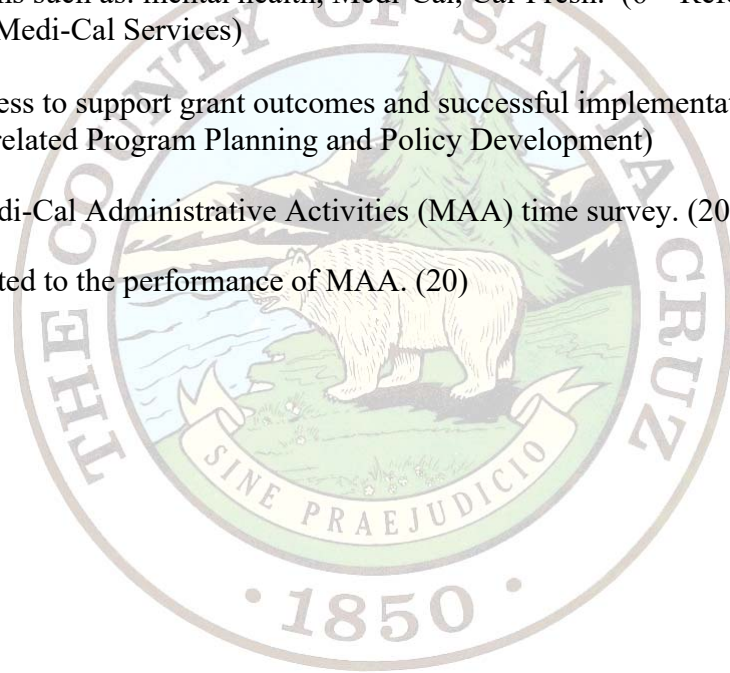 ns such as: mental health, Medi-Cal, Cal Fresh. (6 – Refe
Medi-Cal Services)
ess to support grant outcomes and successful implementat
related Program Planning and Policy Development)
di-Cal Administrative Activities (MAA) time survey. (20
ted to the performance of MAA. (20)
THE COUNTY OF SANTA CRUZ
SINE PRAEJUDICIO
• 1850 •